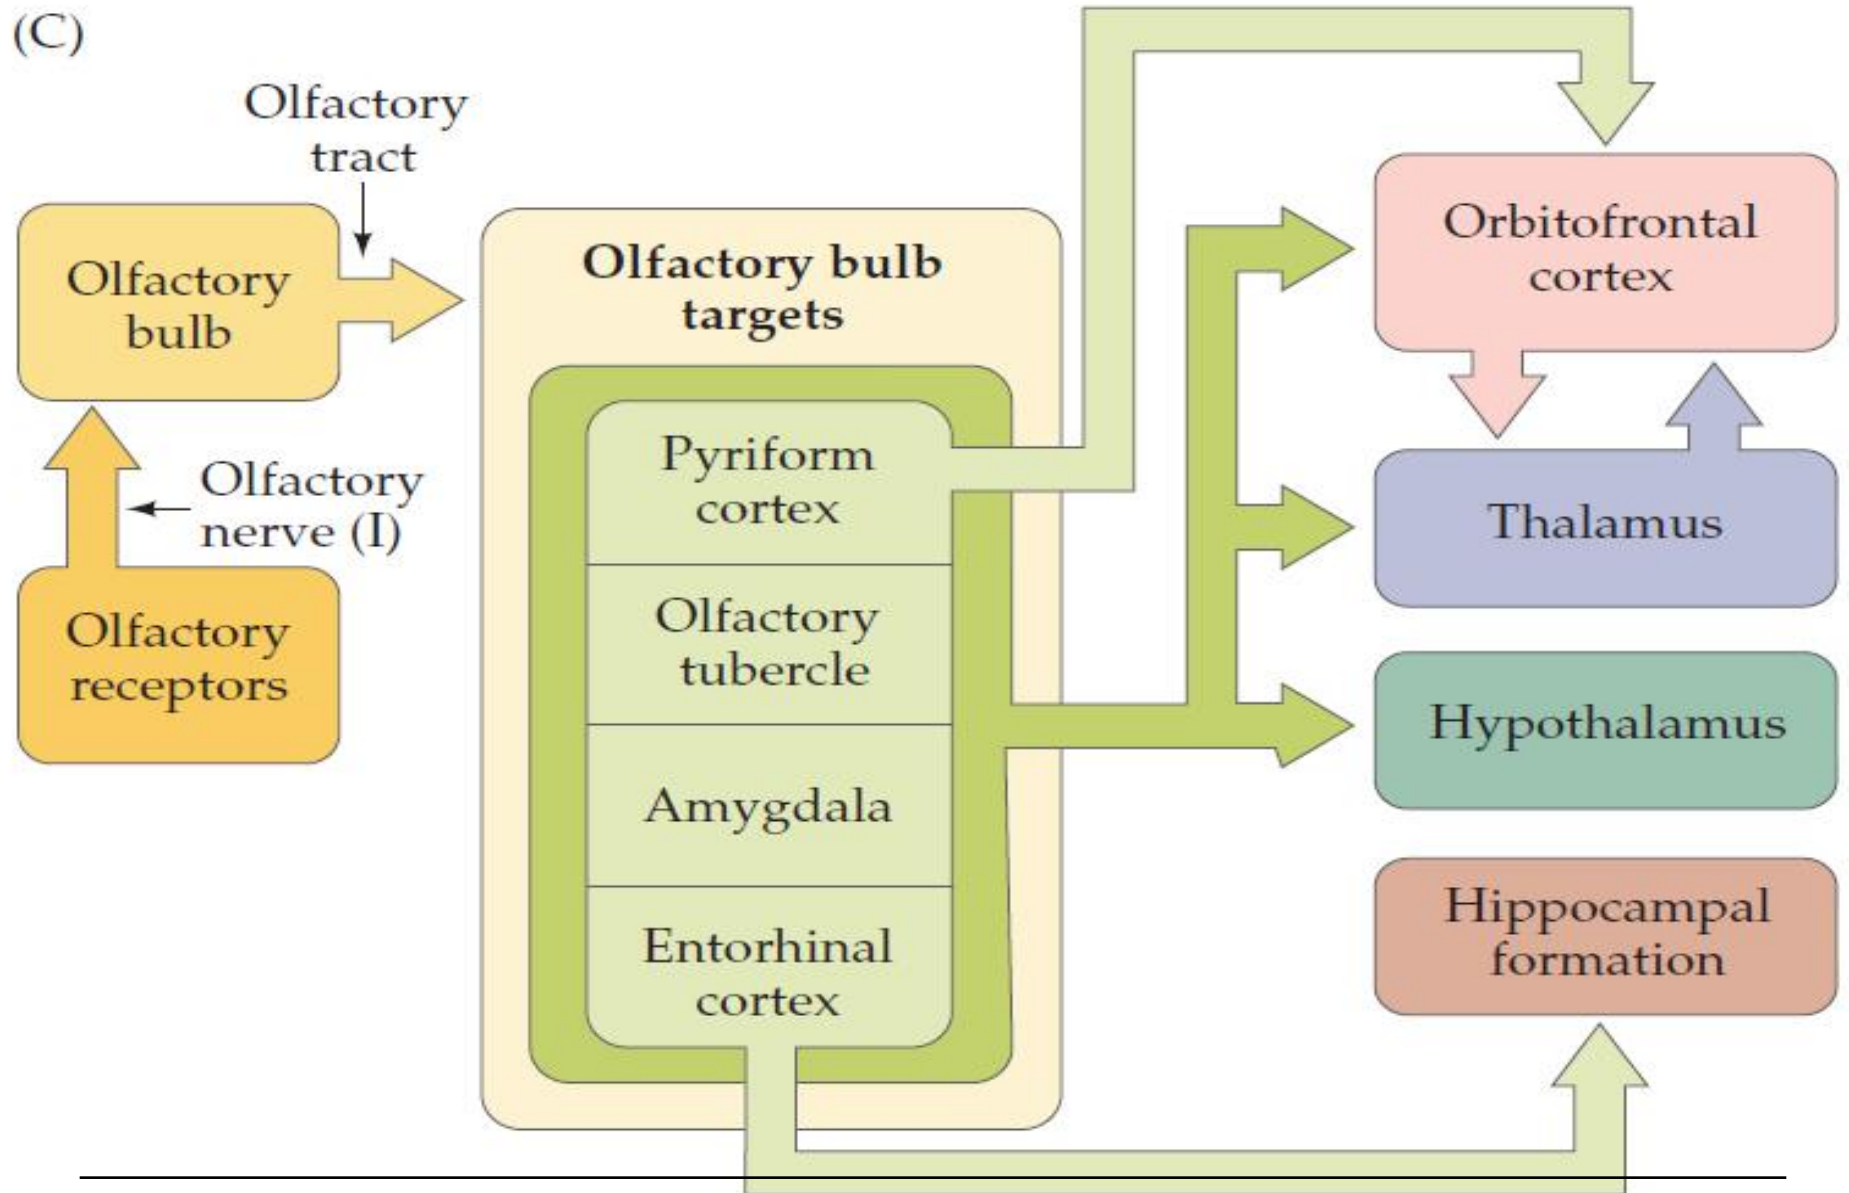 (C)
Olfactory
tract
Olfactory
bulb
Olfactory
nerve (I)
Olfactory
receptors
Olfactory bulb
targets
Pyriform
cortex
Olfactory
tubercle
Amygdala
Entorhinal
cortex
Orbitofrontal
cortex
Thalamus
Hypothalamus
Hippocampal
formation